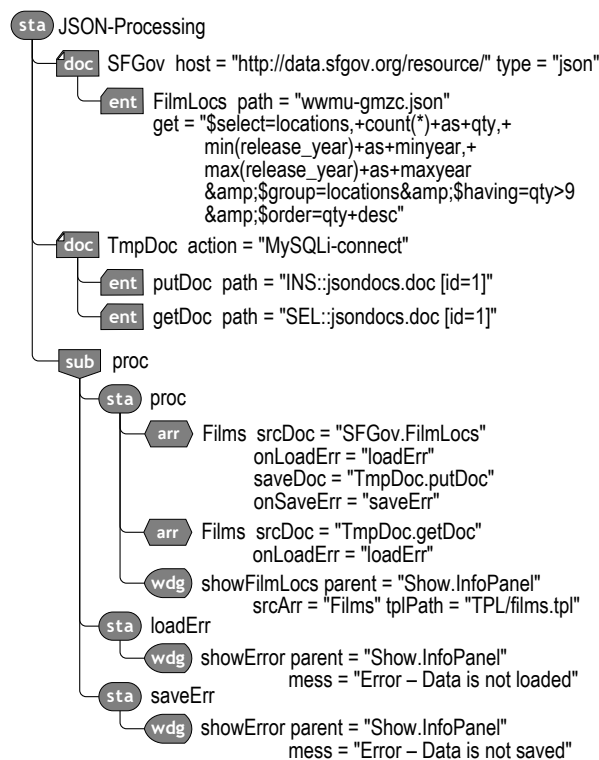 sta JSON-Processing
doc SFGov host = "http://data.sfgov.org/resource/" type = "json"
ent FilmLocs path = "wwmu-gmzc.json"
get = "$select=locations,+count(*)+as+qty,+
min(release_year)+as+minyear,+
max(release_year)+as+maxyear
&amp;$group=locations&amp;$having=qty>9
&amp;$order=qty+desc"
doc TmpDoc action = "MySQLi-connect"
ent putDoc path = "INS::jsondocs.doc [id=1]"
ent getDoc path = "SEL::jsondocs.doc [id=1]"
sub proc
sta proc
arr Films srcDoc = "SFGov.FilmLocs"
onLoadErr = "loadErr"
saveDoc = "TmpDoc.putDoc"
onSaveErr = "saveErr"
arr Films srcDoc = "TmpDoc.getDoc"
onLoadErr = "loadErr"
wdg showFilmLocs parent = "Show.InfoPanel"
srcArr = "Films" tplPath = "TPL/films.tpl"
sta loadErr
wdg showError parent = "Show.InfoPanel"
mess = "Error – Data is not loaded"
sta saveErr
wdg showError parent = "Show.InfoPanel"
mess = "Error – Data is not saved"